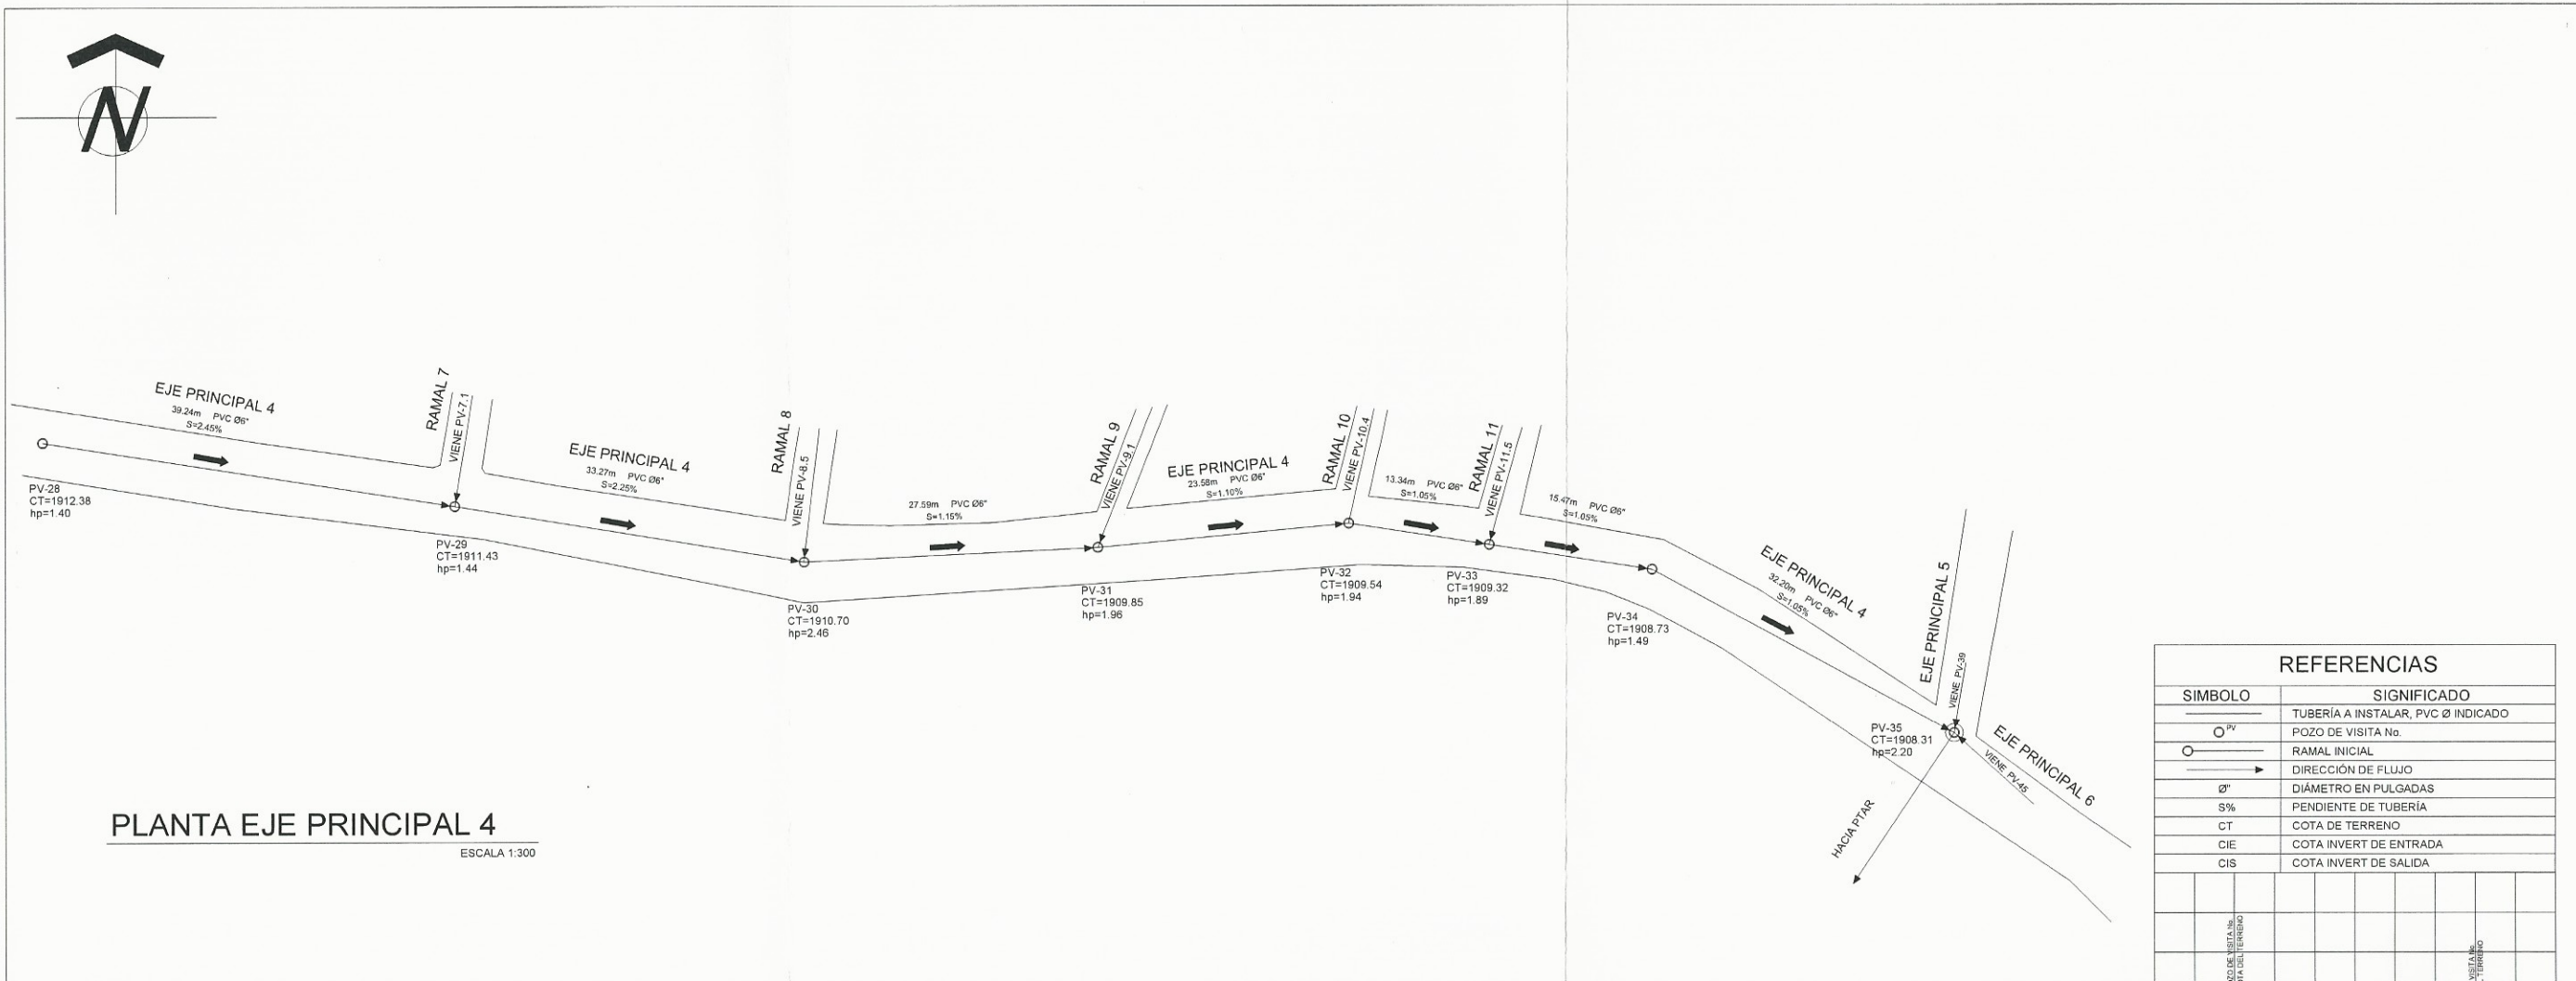 N
EJE PRINCIPAL 4
39.24m PVC Ø6"
S=2.45%
RAMAL 7
VIENE PV-7.1
EJE PRINCIPAL 4
33.27m PVC Ø6"
S=2.25%
RAMAL 8
VIENE PV-8.5
27.59m PVC Ø6"
S=1.15%
RAMAL 9
VIENE PV-9.1
EJE PRINCIPAL 4
23.58m PVC Ø6"
S=1.10%
RAMAL 10
VIENE PV-10.4
13.34m PVC Ø6"
S=1.05%
RAMAL 11
VIENE PV-11.5
15.47m PVC Ø6"
S=1.05%
EJE PRINCIPAL 4
32.20m PVC Ø6"
S=1.05%
EJE PRINCIPAL 5
VIENE PV-39
EJE PRINCIPAL 6
VIENE PV-45
HACIA PTAR
PV-28
CT=1912.38
hp=1.40
PV-29
CT=1911.43
hp=1.44
PV-30
CT=1910.70
hp=2.46
PV-31
CT=1909.85
hp=1.96
PV-32
CT=1909.54
hp=1.94
PV-33
CT=1909.32
hp=1.89
PV-34
CT=1908.73
hp=1.49
PV-35
CT=1908.31
hp=2.20
PLANTA EJE PRINCIPAL 4
ESCALA 1:300
REFERENCIAS
SIMBOLO SIGNIFICADO
TUBERÍA A INSTALAR, PVC Ø INDICADO
PV POZO DE VISITA No.
RAMAL INICIAL
DIRECCIÓN DE FLUJO
Ø" DIÁMETRO EN PULGADAS
S% PENDIENTE DE TUBERÍA
CT COTA DE TERRENO
CIE COTA INVERT DE ENTRADA
CIS COTA INVERT DE SALIDA
DE VISITA No.
DEL TERRENO
VISITA No.
TERRENO